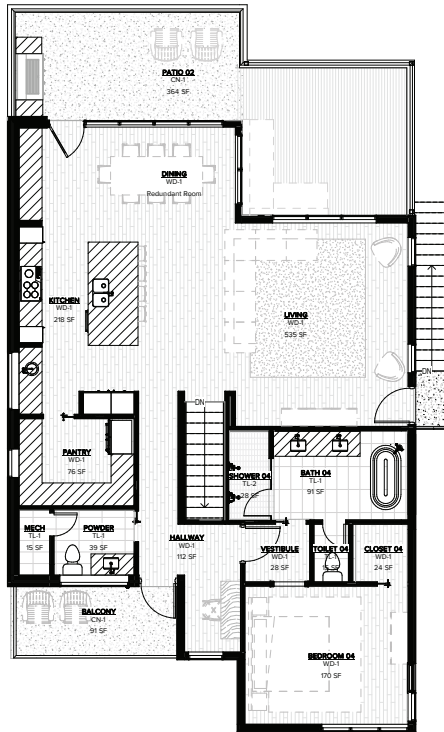 PATIO 02
CN-1
364 SF
DINING
WD-1
Redundant Room
KITCHEN
WD-1
218 SF
LIVING
WD-1
535 SF
DN
DN
PANTRY
WD-1
76 SF
SHOWER 04
TL-2
28 SF
BATH 04
TL-1
91 SF
MECH
TL-1
15 SF
POWDER
TL-1
39 SF
HALLWAY
WD-1
112 SF
VESTIBULE
WD-1
28 SF
TOILET 04
TL-1
15 SF
CLOSET 04
WD-1
24 SF
BALCONY
CN-1
91 SF
BEDROOM 04
WD-1
170 SF